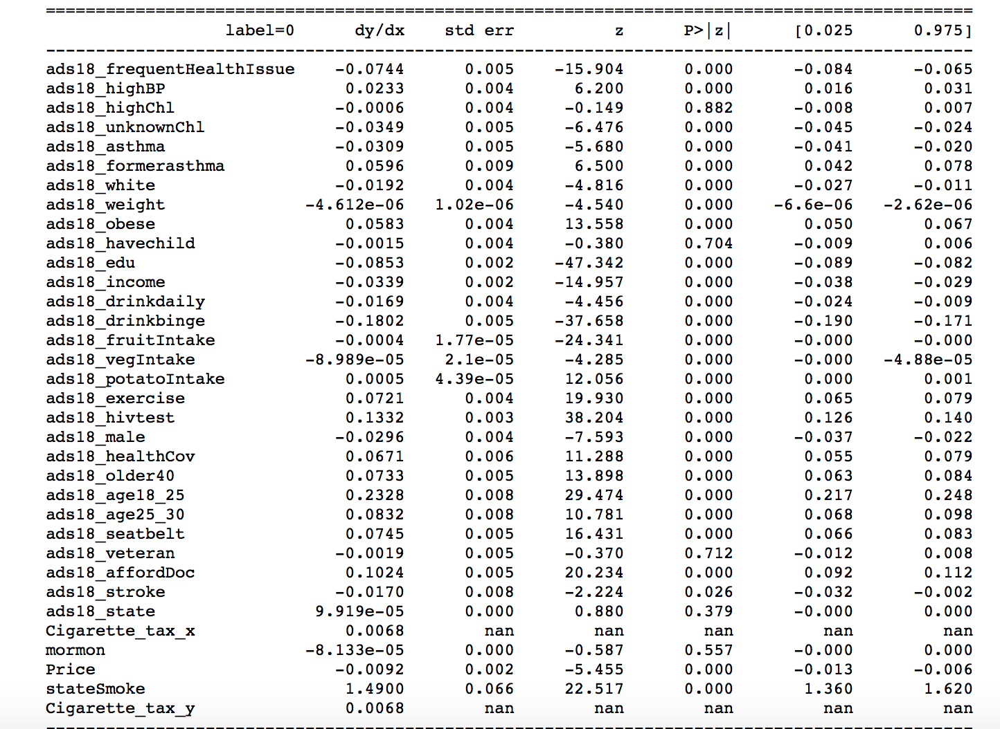 ==============================================================================================
label=0 dy/dx std err z P>|z| [0.025 0.975]
----------------------------------------------------------------------------------------------
ads18_frequentHealthIssue -0.0744 0.005 -15.904 0.000 -0.084 -0.065
ads18_highBP 0.0233 0.004 6.200 0.000 0.016 0.031
ads18_highChl -0.0006 0.004 -0.149 0.882 -0.008 0.007
ads18_unknownChl -0.0349 0.005 -6.476 0.000 -0.045 -0.024
ads18_asthma -0.0309 0.005 -5.680 0.000 -0.041 -0.020
ads18_formerasthma 0.0596 0.009 6.500 0.000 0.042 0.078
ads18_white -0.0192 0.004 -4.816 0.000 -0.027 -0.011
ads18_weight -4.612e-06 1.02e-06 -4.540 0.000 -6.6e-06 -2.62e-06
ads18_obese 0.0583 0.004 13.558 0.000 0.050 0.067
ads18_havechild -0.0015 0.004 -0.380 0.704 -0.009 0.006
ads18_edu -0.0853 0.002 -47.342 0.000 -0.089 -0.082
ads18_income -0.0339 0.002 -14.957 0.000 -0.038 -0.029
ads18_drinkdaily -0.0169 0.004 -4.456 0.000 -0.024 -0.009
ads18_drinkbinge -0.1802 0.005 -37.658 0.000 -0.190 -0.171
ads18_fruitIntake -0.0004 1.77e-05 -24.341 0.000 -0.000 -0.000
ads18_vegIntake -8.989e-05 2.1e-05 -4.285 0.000 -0.000 -4.88e-05
ads18_potatoIntake 0.0005 4.39e-05 12.056 0.000 0.000 0.001
ads18_exercise 0.0721 0.004 19.930 0.000 0.065 0.079
ads18_hivtest 0.1332 0.003 38.204 0.000 0.126 0.140
ads18_male -0.0296 0.004 -7.593 0.000 -0.037 -0.022
ads18_healthCov 0.0671 0.006 11.288 0.000 0.055 0.079
ads18_older40 0.0733 0.005 13.898 0.000 0.063 0.084
ads18_age18_25 0.2328 0.008 29.474 0.000 0.217 0.248
ads18_age25_30 0.0832 0.008 10.781 0.000 0.068 0.098
ads18_seatbelt 0.0745 0.005 16.431 0.000 0.066 0.083
ads18_veteran -0.0019 0.005 -0.370 0.712 -0.012 0.008
ads18_affordDoc 0.1024 0.005 20.234 0.000 0.092 0.112
ads18_stroke -0.0170 0.008 -2.224 0.026 -0.032 -0.002
ads18_state 9.919e-05 0.000 0.880 0.379 -0.000 0.000
Cigarette_tax_x 0.0068 nan nan nan nan nan
mormon -8.133e-05 0.000 -0.587 0.557 -0.000 0.000
Price -0.0092 0.002 -5.455 0.000 -0.013 -0.006
stateSmoke 1.4900 0.066 22.517 0.000 1.360 1.620
Cigarette_tax_y 0.0068 nan nan nan nan nan
----------------------------------------------------------------------------------------------